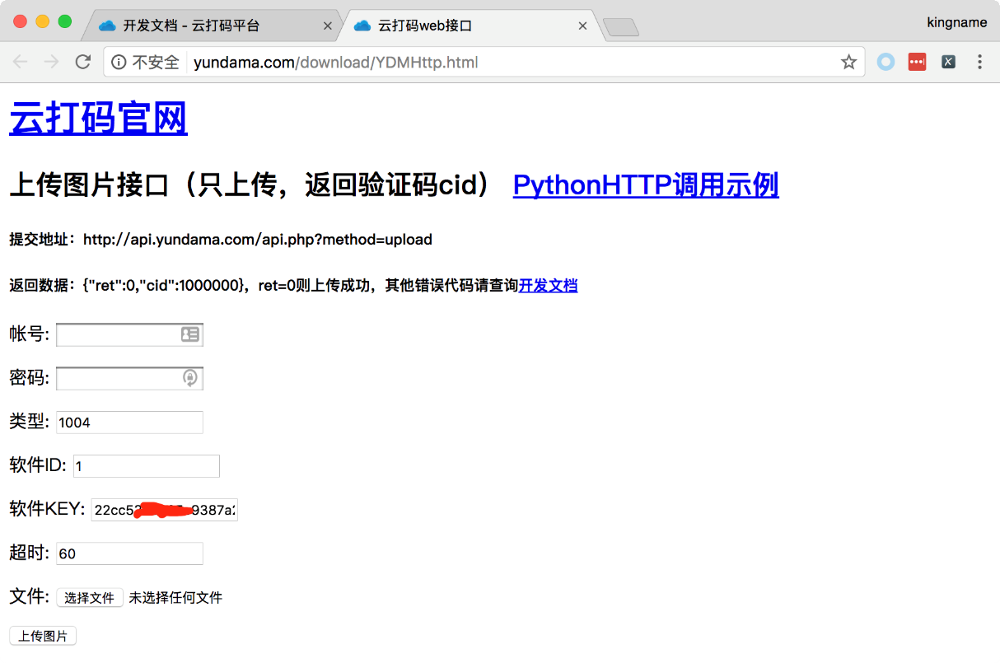 开发文档 - 云打码平台
云打码web接口
kingname
不安全 yundama.com/download/YDMHttp.html
云打码官网
上传图片接口（只上传，返回验证码cid） PythonHTTP调用示例
提交地址：http://api.yundama.com/api.php?method=upload
返回数据：{"ret":0,"cid":1000000}，ret=0则上传成功，其他错误代码请查询开发文档
帐号:
密码:
类型: 1004
软件ID: 1
软件KEY: 22cc5 9387a
超时: 60
文件: 选择文件 未选择任何文件
上传图片